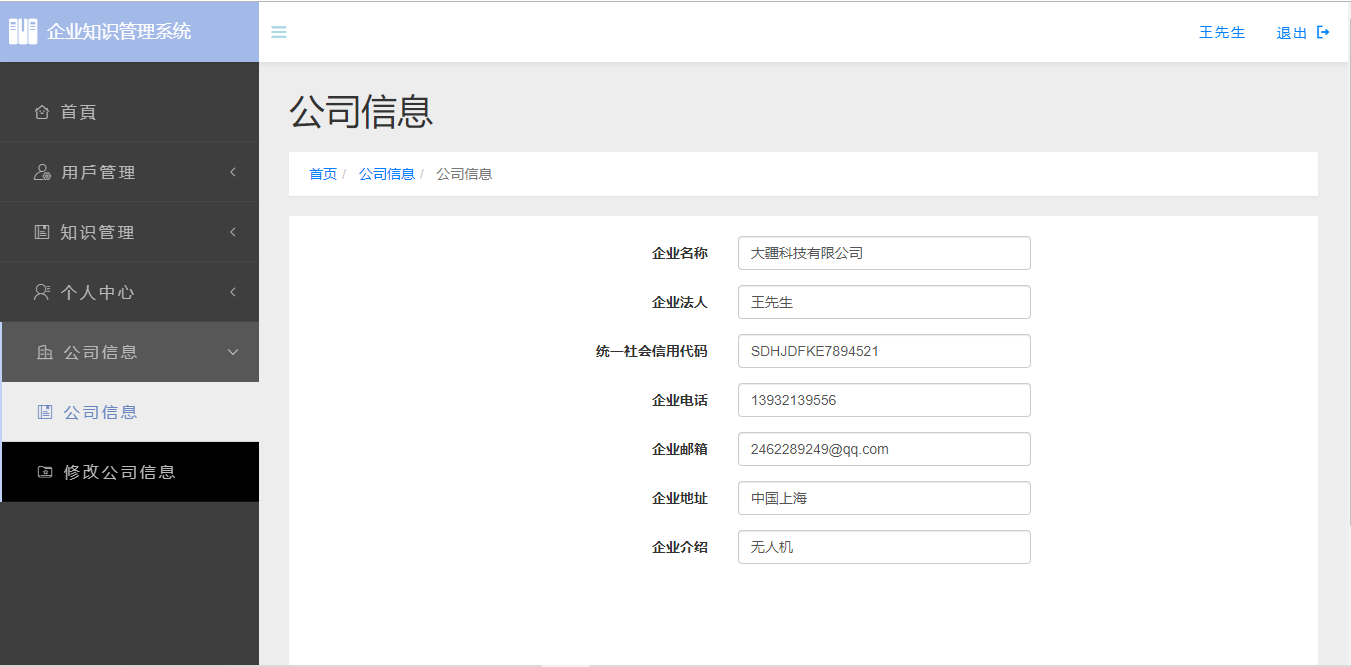 企业知识管理系统
王先生 退出
首頁
用戶管理
知识管理
个人中心
公司信息
公司信息
修改公司信息
公司信息
首页 / 公司信息 / 公司信息
企业名称 大疆科技有限公司
企业法人 王先生
统一社会信用代码 SDHJDFKE7894521
企业电话 13932139556
企业邮箱 2462289249@qq.com
企业地址 中国上海
企业介绍 无人机